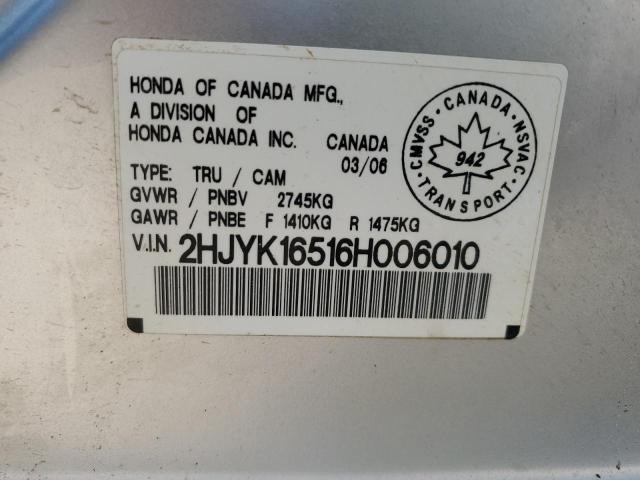 HONDA OF CANADA MFG.,
A DIVISION OF
HONDA CANADA INC. CANADA
03/06
TYPE: TRU / CAM
GVWR / PNBV 2745KG
GAWR / PNBE F 1410KG R 1475KG
V.I.N. 2HJYK16516H006010
CMVSS · CANADA · NSVAC
942
· TRANSPORT ·